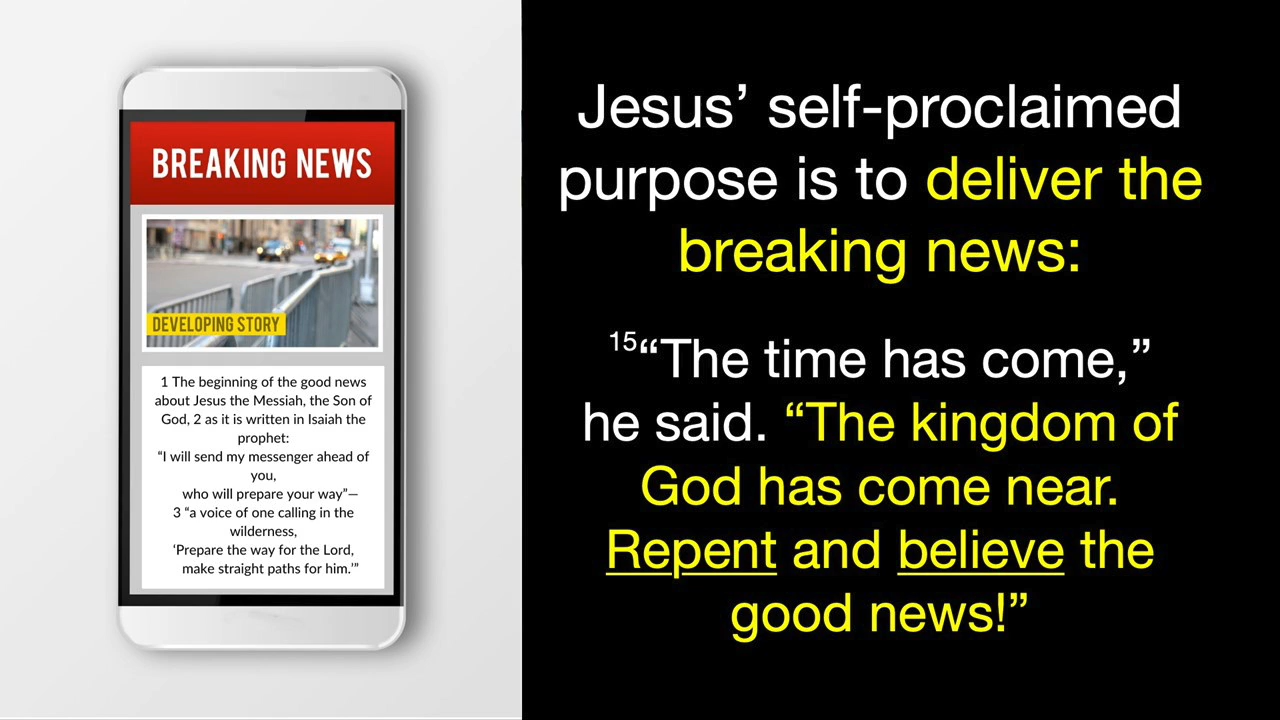 BREAKING NEWS
DEVELOPING STORY
1 The beginning of the good news
about Jesus the Messiah, the Son of
God, 2 as it is written in Isaiah the
prophet:
“I will send my messenger ahead of
you,
who will prepare your way”—
3 “a voice of one calling in the
wilderness,
‘Prepare the way for the Lord,
make straight paths for him.’”
Jesus’ self-proclaimed
purpose is to deliver the
breaking news:
15“The time has come,”
he said. “The kingdom of
God has come near.
Repent and believe the
good news!”